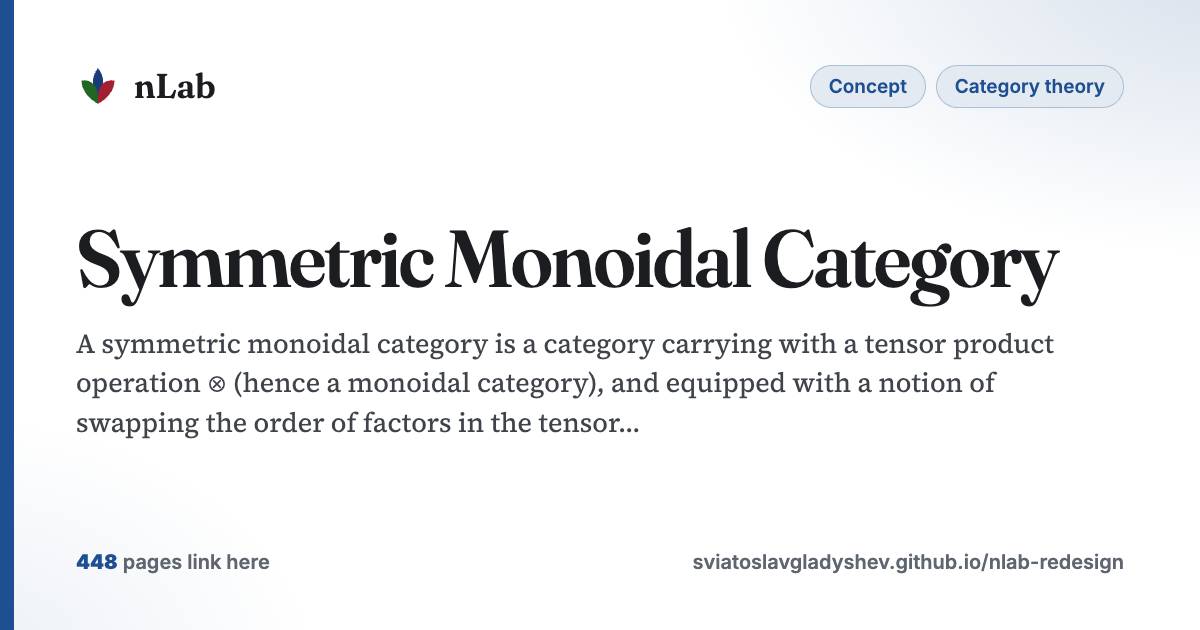 nLab
Concept
Category theory
Symmetric Monoidal Category
A symmetric monoidal category is a category carrying with a tensor product
operation ⊗ (hence a monoidal category), and equipped with a notion of
swapping the order of factors in the tensor...
448 pages link here
sviatoslavgladyshev.github.io/nlab-redesign